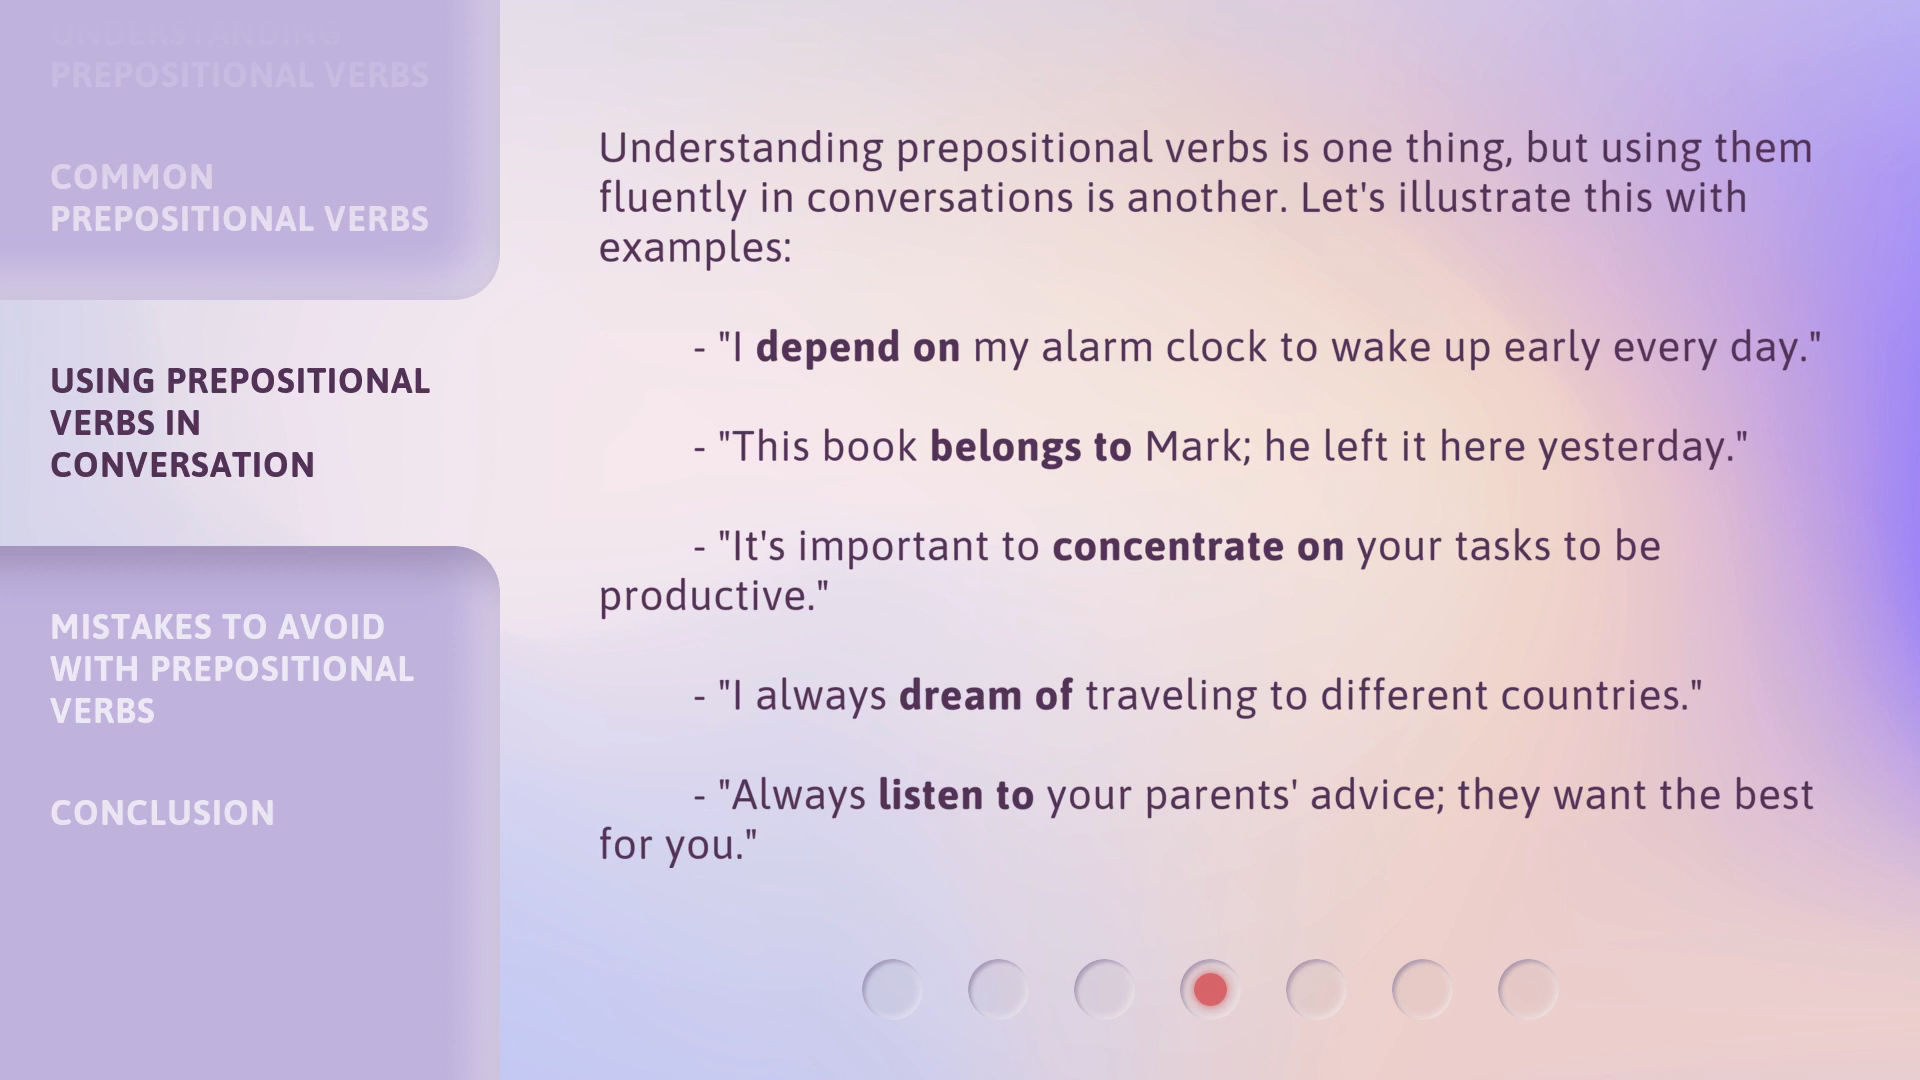 UNDERSTANDING
PREPOSITIONAL VERBS
COMMON
PREPOSITIONAL VERBS
USING PREPOSITIONAL
VERBS IN
CONVERSATION
MISTAKES TO AVOID
WITH PREPOSITIONAL
VERBS
CONCLUSION
Understanding prepositional verbs is one thing, but using them
fluently in conversations is another. Let's illustrate this with
examples:
- "I depend on my alarm clock to wake up early every day."
- "This book belongs to Mark; he left it here yesterday."
- "It's important to concentrate on your tasks to be
productive."
- "I always dream of traveling to different countries."
- "Always listen to your parents' advice; they want the best
for you."